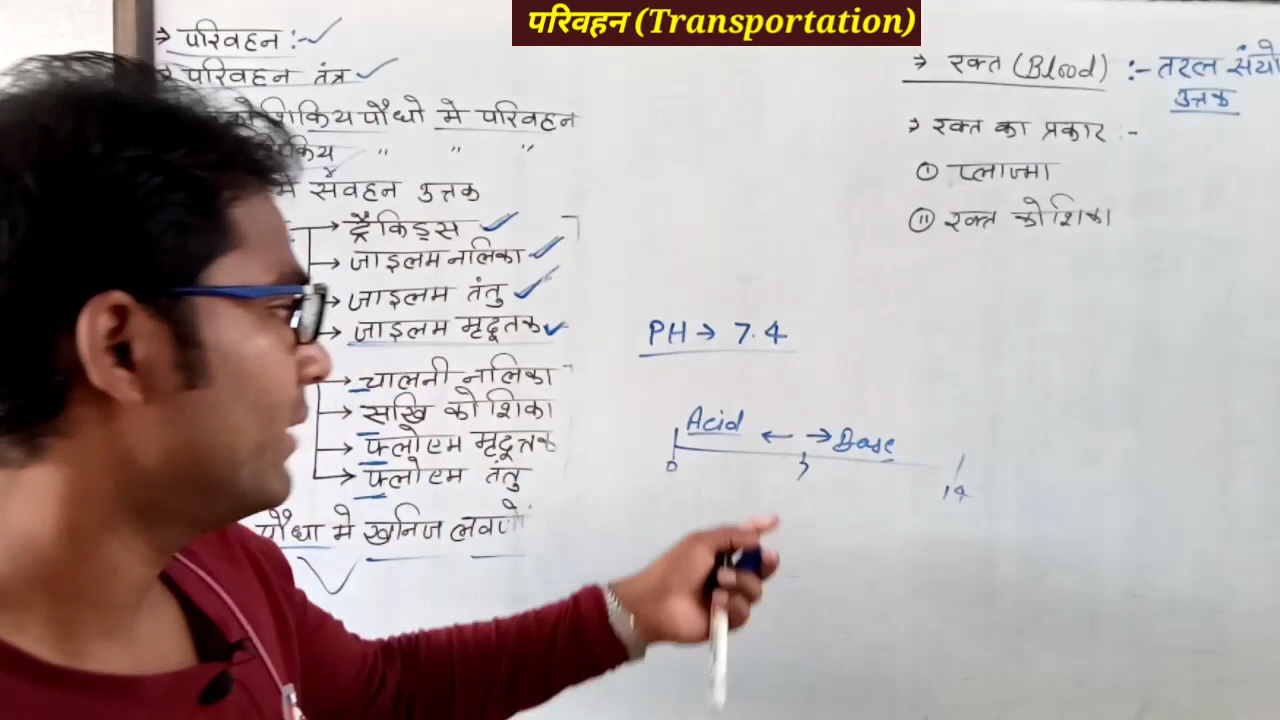 परिवहन (Transportation)
→ परिवहन :-
→ परिवहन तंत्र
कोशिकिय पौधो मे परिवहन
किय " " "
मे संवहन उत्तक
→ ट्रैकिड्स
→ जाइलम नलिका
→ जाइलम तंतु
→ जाइलम मृदूतक
→ चालनी नलिका
→ सखि कोशिका
→ फ्लोएम मृदूत्तक
→ फ्लोएम तंतु
पौधा मे खनिज लवणो
PH → 7.4
Acid ← → Base
0 7 14
→ रक्त (Blood) :- तरल संयो
उत्तक
→ रक्त का प्रकार :-
(i) प्लाज्मा
(ii) रक्त कोशिका